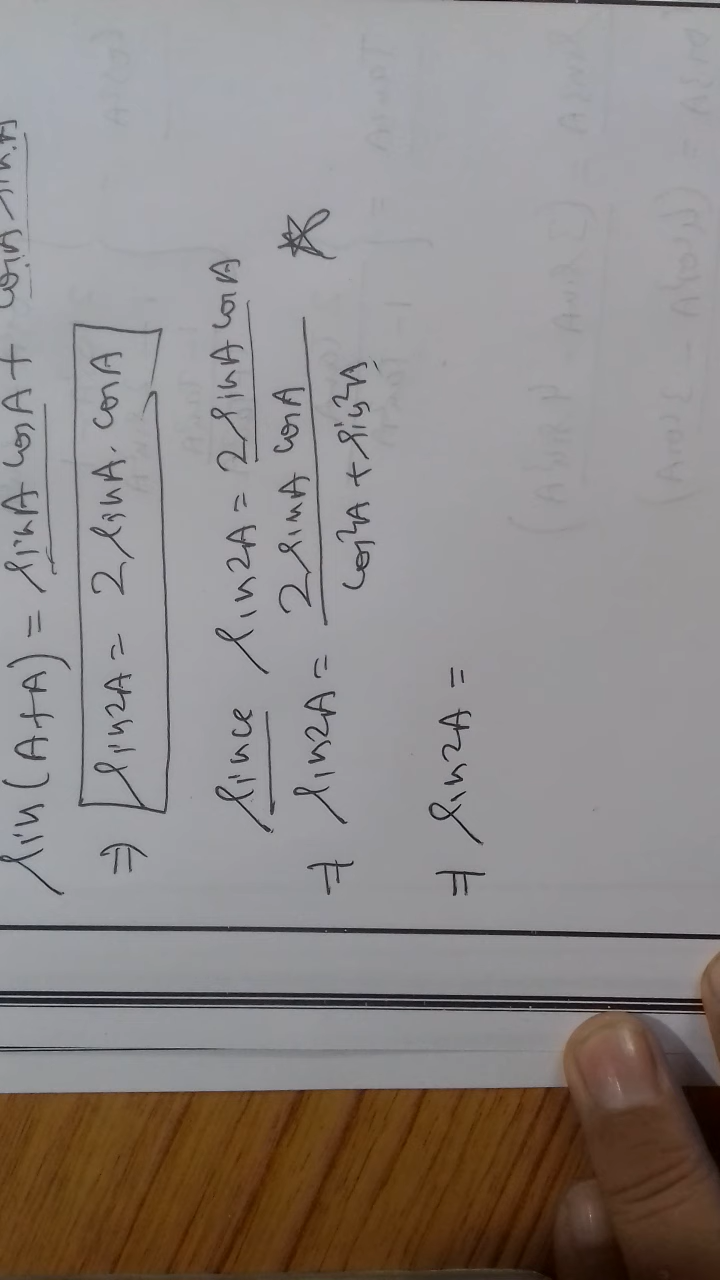 sin(A+A) = sinA cosA + cosA sinA
⇒ sin2A = 2 sinA. cosA
since sin2A = 2 sinA cosA
⇒ sin2A = 2 sinA cosA / cos²A + sin²A
⇒ sin2A =